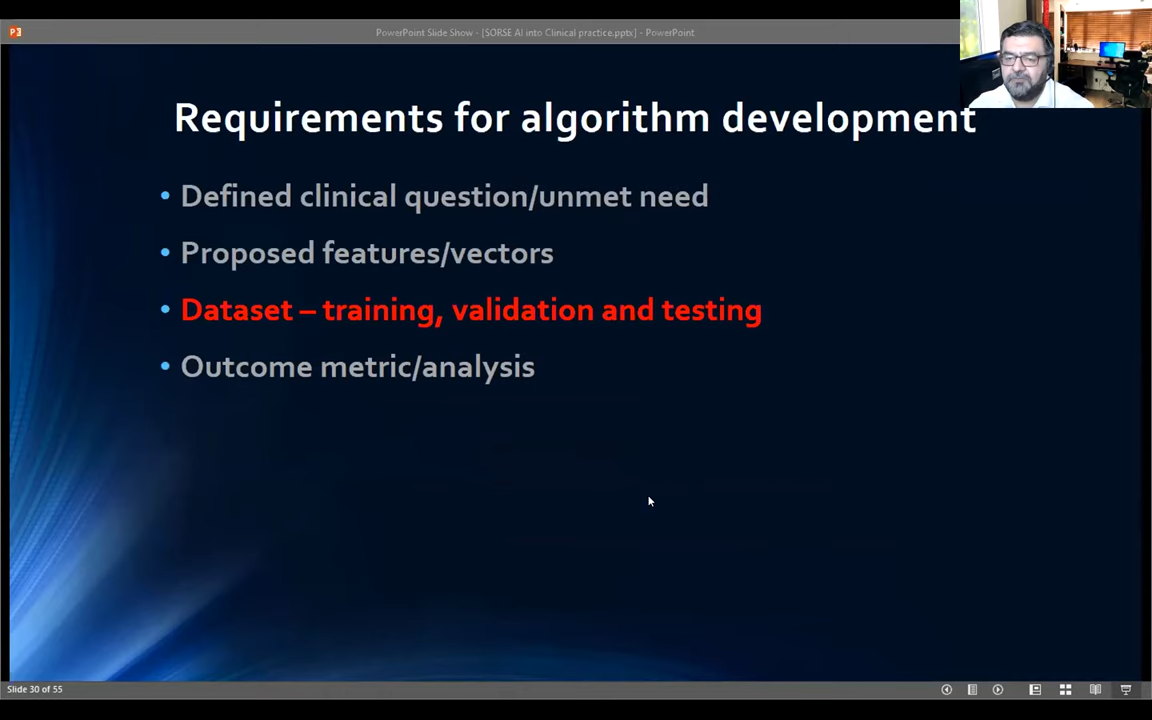 PowerPoint Slide Show - [SORSE AI into Clinical practice.pptx] - PowerPoint
Requirements for algorithm development
• Defined clinical question/unmet need
• Proposed features/vectors
• Dataset – training, validation and testing
• Outcome metric/analysis
Slide 30 of 55